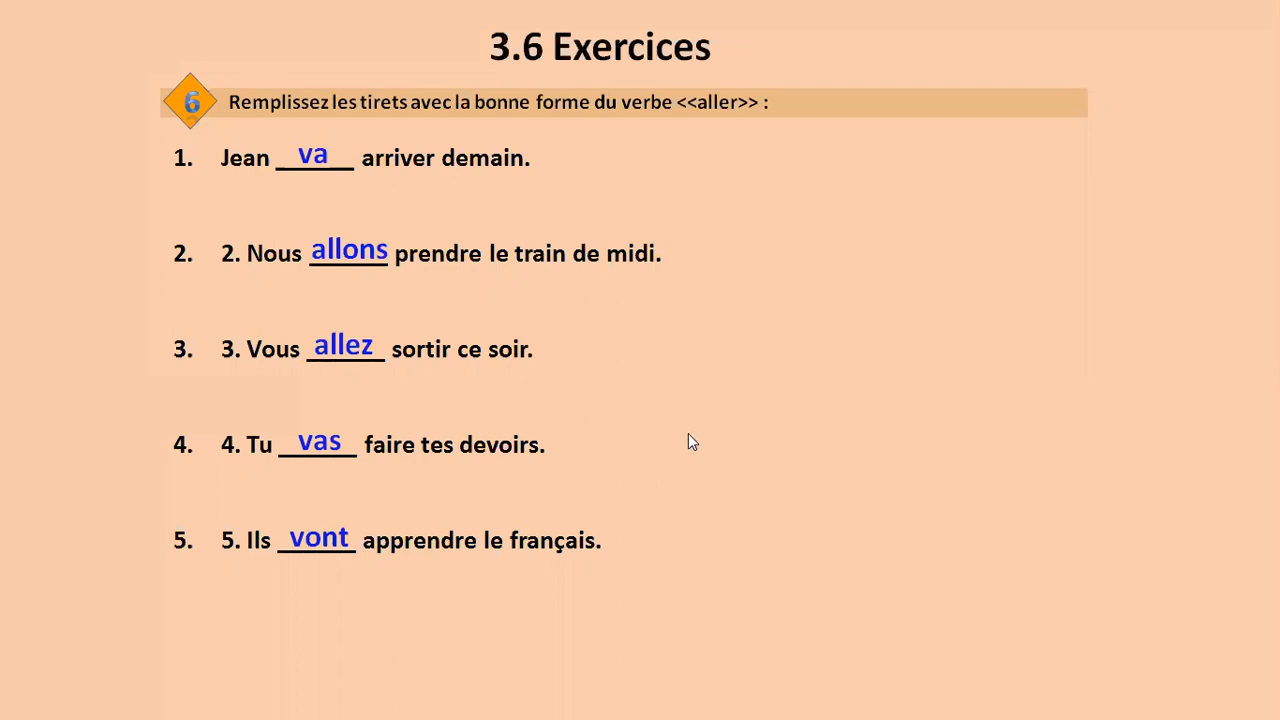 3.6 Exercices
6 Remplissez les tirets avec la bonne forme du verbe <<aller>> :
1. Jean __va__ arriver demain.
2. 2. Nous allons prendre le train de midi.
3. 3. Vous allez sortir ce soir.
4. 4. Tu vas faire tes devoirs.
5. 5. Ils vont apprendre le français.